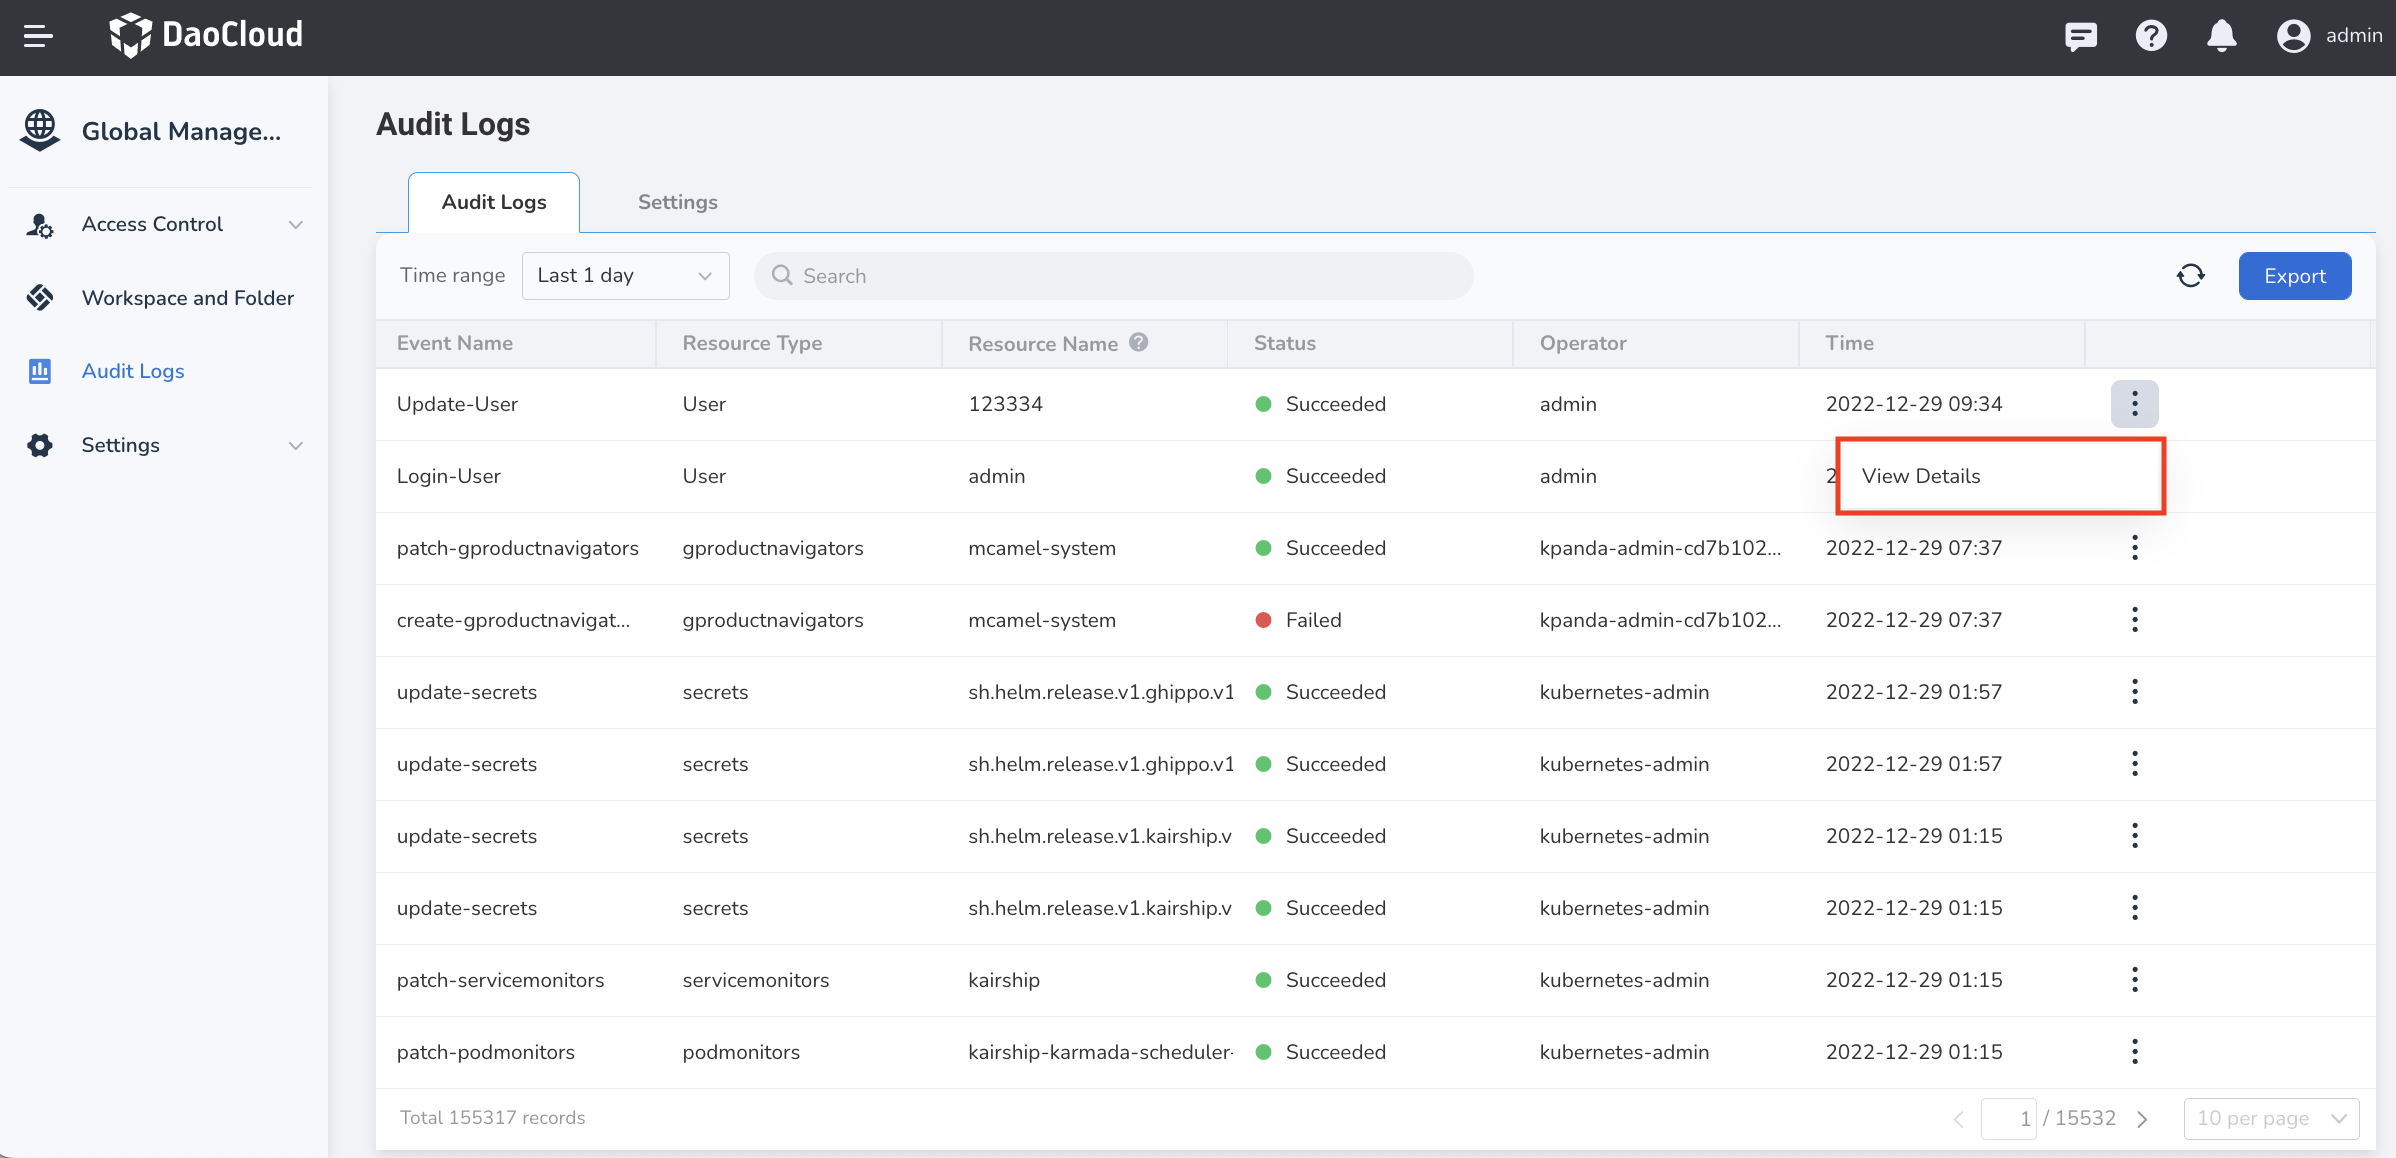 DaoCloud
admin
Global Manage...
Access Control
Workspace and Folder
Audit Logs
Settings
Audit Logs
Audit Logs
Settings
Time range
Last 1 day
Search
Export
Event Name Resource Type Resource Name Status Operator Time
Update-User User 123334 Succeeded admin 2022-12-29 09:34
Login-User User admin Succeeded admin 2
View Details
patch-gproductnavigators gproductnavigators mcamel-system Succeeded kpanda-admin-cd7b102... 2022-12-29 07:37
create-gproductnavigat... gproductnavigators mcamel-system Failed kpanda-admin-cd7b102... 2022-12-29 07:37
update-secrets secrets sh.helm.release.v1.ghippo.v1 Succeeded kubernetes-admin 2022-12-29 01:57
update-secrets secrets sh.helm.release.v1.ghippo.v1 Succeeded kubernetes-admin 2022-12-29 01:57
update-secrets secrets sh.helm.release.v1.kairship.v Succeeded kubernetes-admin 2022-12-29 01:15
update-secrets secrets sh.helm.release.v1.kairship.v Succeeded kubernetes-admin 2022-12-29 01:15
patch-servicemonitors servicemonitors kairship Succeeded kubernetes-admin 2022-12-29 01:15
patch-podmonitors podmonitors kairship-karmada-scheduler- Succeeded kubernetes-admin 2022-12-29 01:15
Total 155317 records
1 / 15532
10 per page